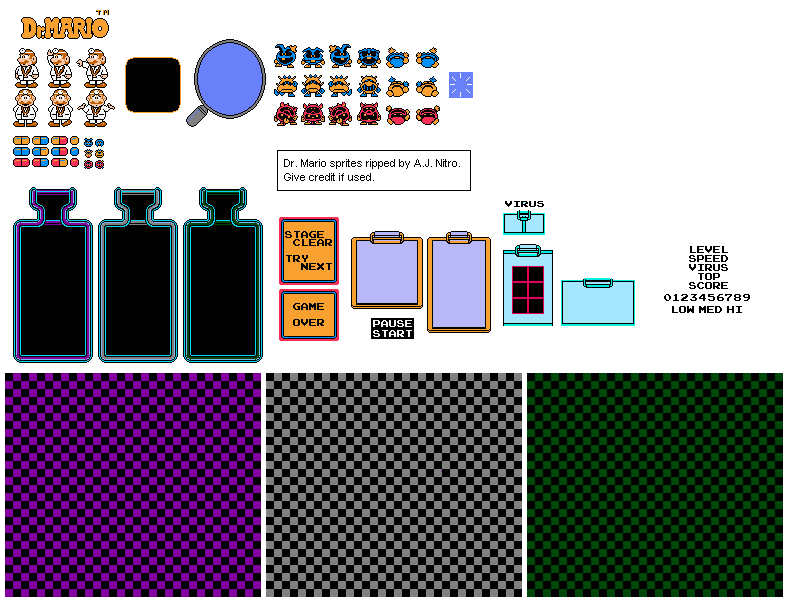 Dr. MARIO TM
Dr. Mario sprites ripped by A.J. Nitro.
Give credit if used.
STAGE
CLEAR
TRY
NEXT
GAME
OVER
PAUSE
START
VIRUS
LEVEL
SPEED
VIRUS
TOP
SCORE
0123456789
LOW MED HI